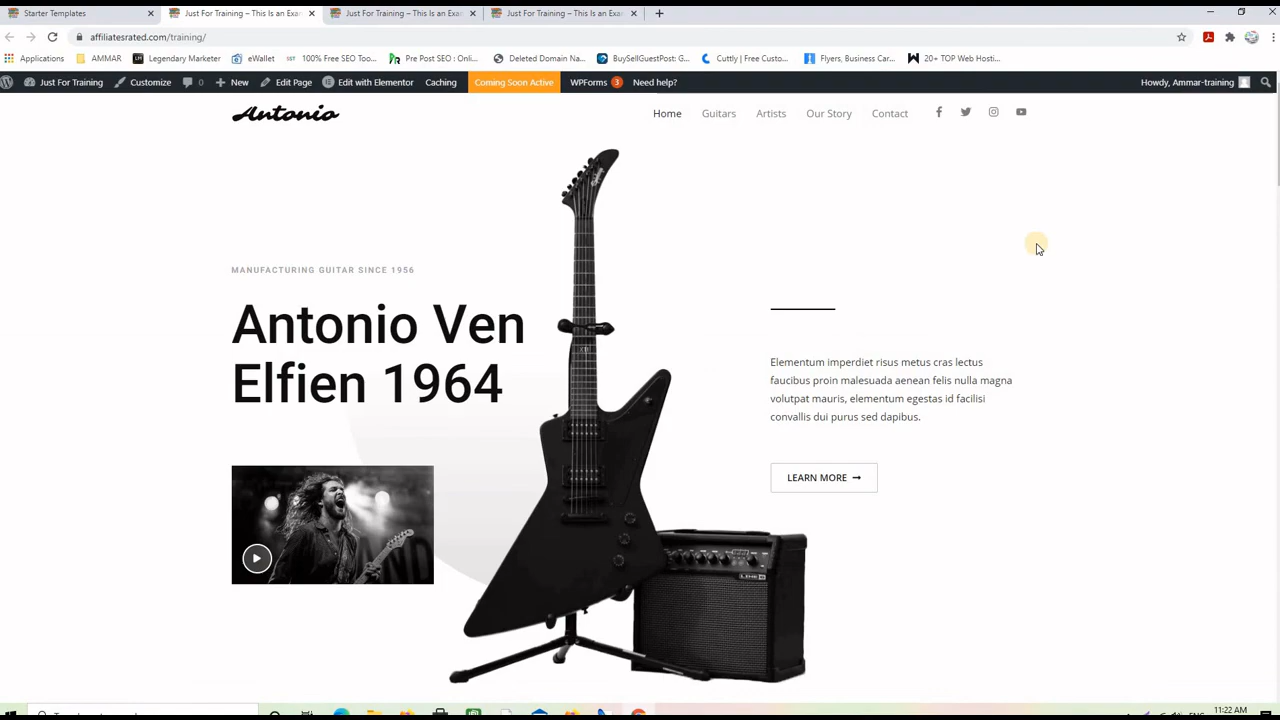 Starter Templates
Just For Training – This Is an Exa
Just For Training – This Is an Exa
Just For Training – This Is an Exa
affiliatesrated.com/training/
Applications
AMMAR
Legendary Marketer
eWallet
100% Free SEO Too...
Pre Post SEO : Onli...
Deleted Domain Na...
BuySellGuestPost: G...
Cuttly | Free Custo...
Flyers, Business Car...
20+ TOP Web Hosti...
Just For Training
Customize
0
New
Edit Page
Edit with Elementor
Caching
Coming Soon Active
WPForms 3
Need help?
Howdy, Ammar-training
Antonio
Home
Guitars
Artists
Our Story
Contact
MANUFACTURING GUITAR SINCE 1956
Antonio Ven
Elfien 1964
Elementum imperdiet risus metus cras lectus
faucibus proin malesuada aenean felis nulla magna
volutpat mauris, elementum egestas id facilisi
convallis dui purus sed dapibus.
LEARN MORE
LINE 6
11:22 AM